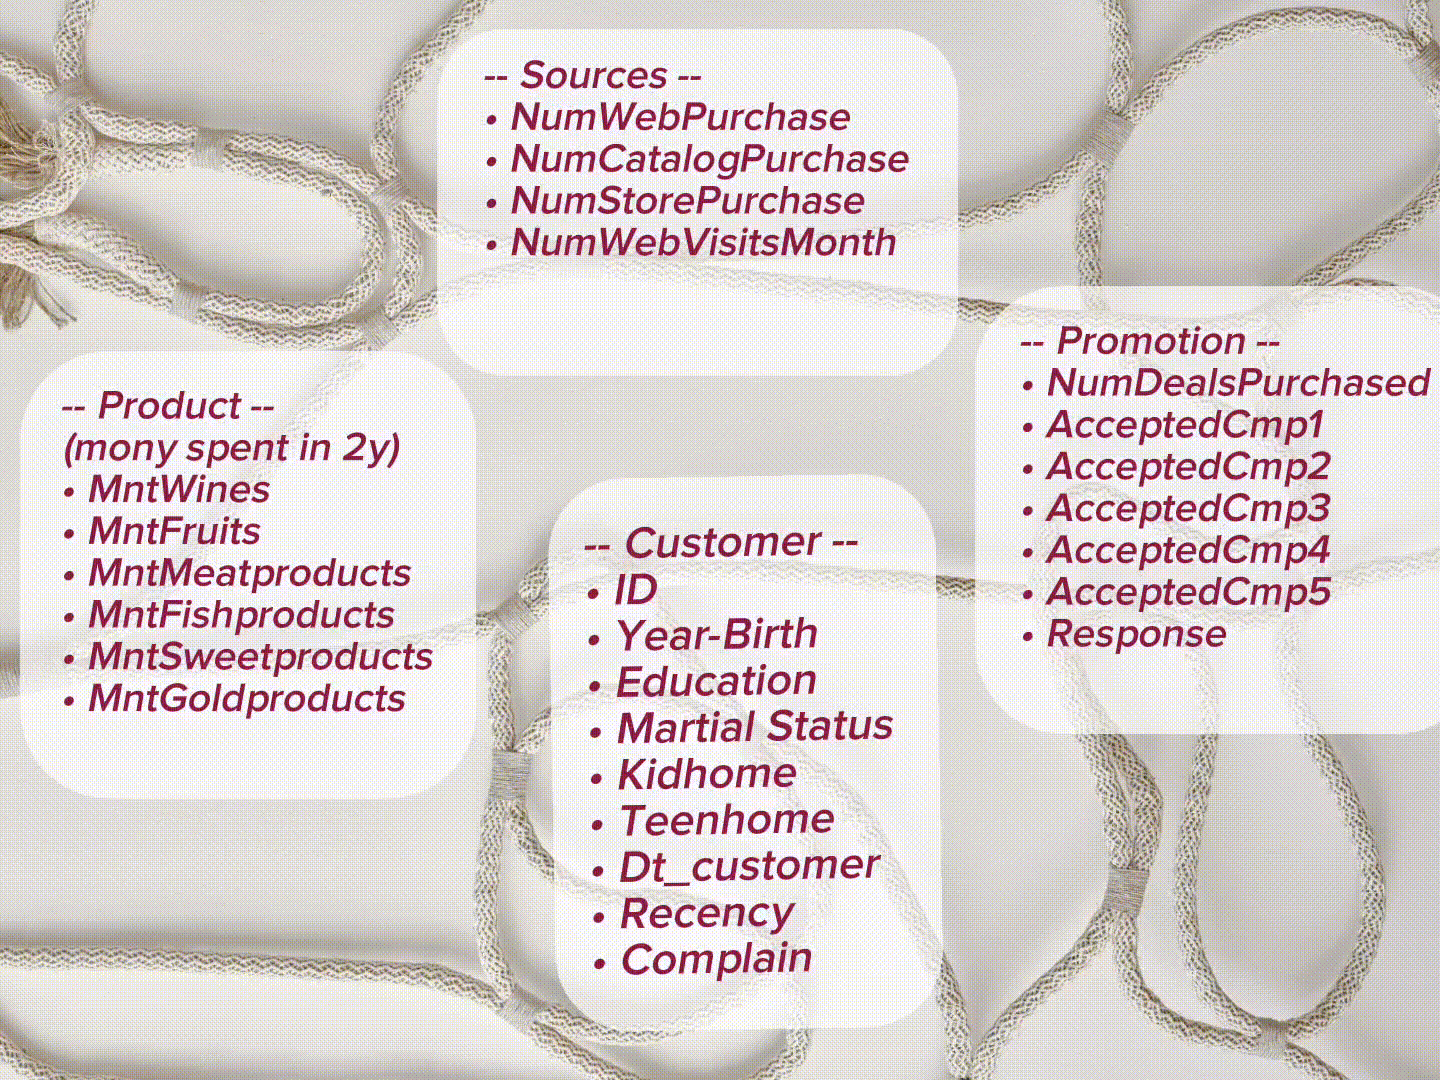 -- Sources --
• NumWebPurchase
• NumCatalogPurchase
• NumStorePurchase
• NumWebVisitsMonth
-- Product --
(mony spent in 2y)
• MntWines
• MntFruits
• MntMeatproducts
• MntFishproducts
• MntSweetproducts
• MntGoldproducts
-- Customer --
• ID
• Year-Birth
• Education
• Martial Status
• Kidhome
• Teenhome
• Dt_customer
• Recency
• Complain
-- Promotion --
• NumDealsPurchased
• AcceptedCmp1
• AcceptedCmp2
• AcceptedCmp3
• AcceptedCmp4
• AcceptedCmp5
• Response